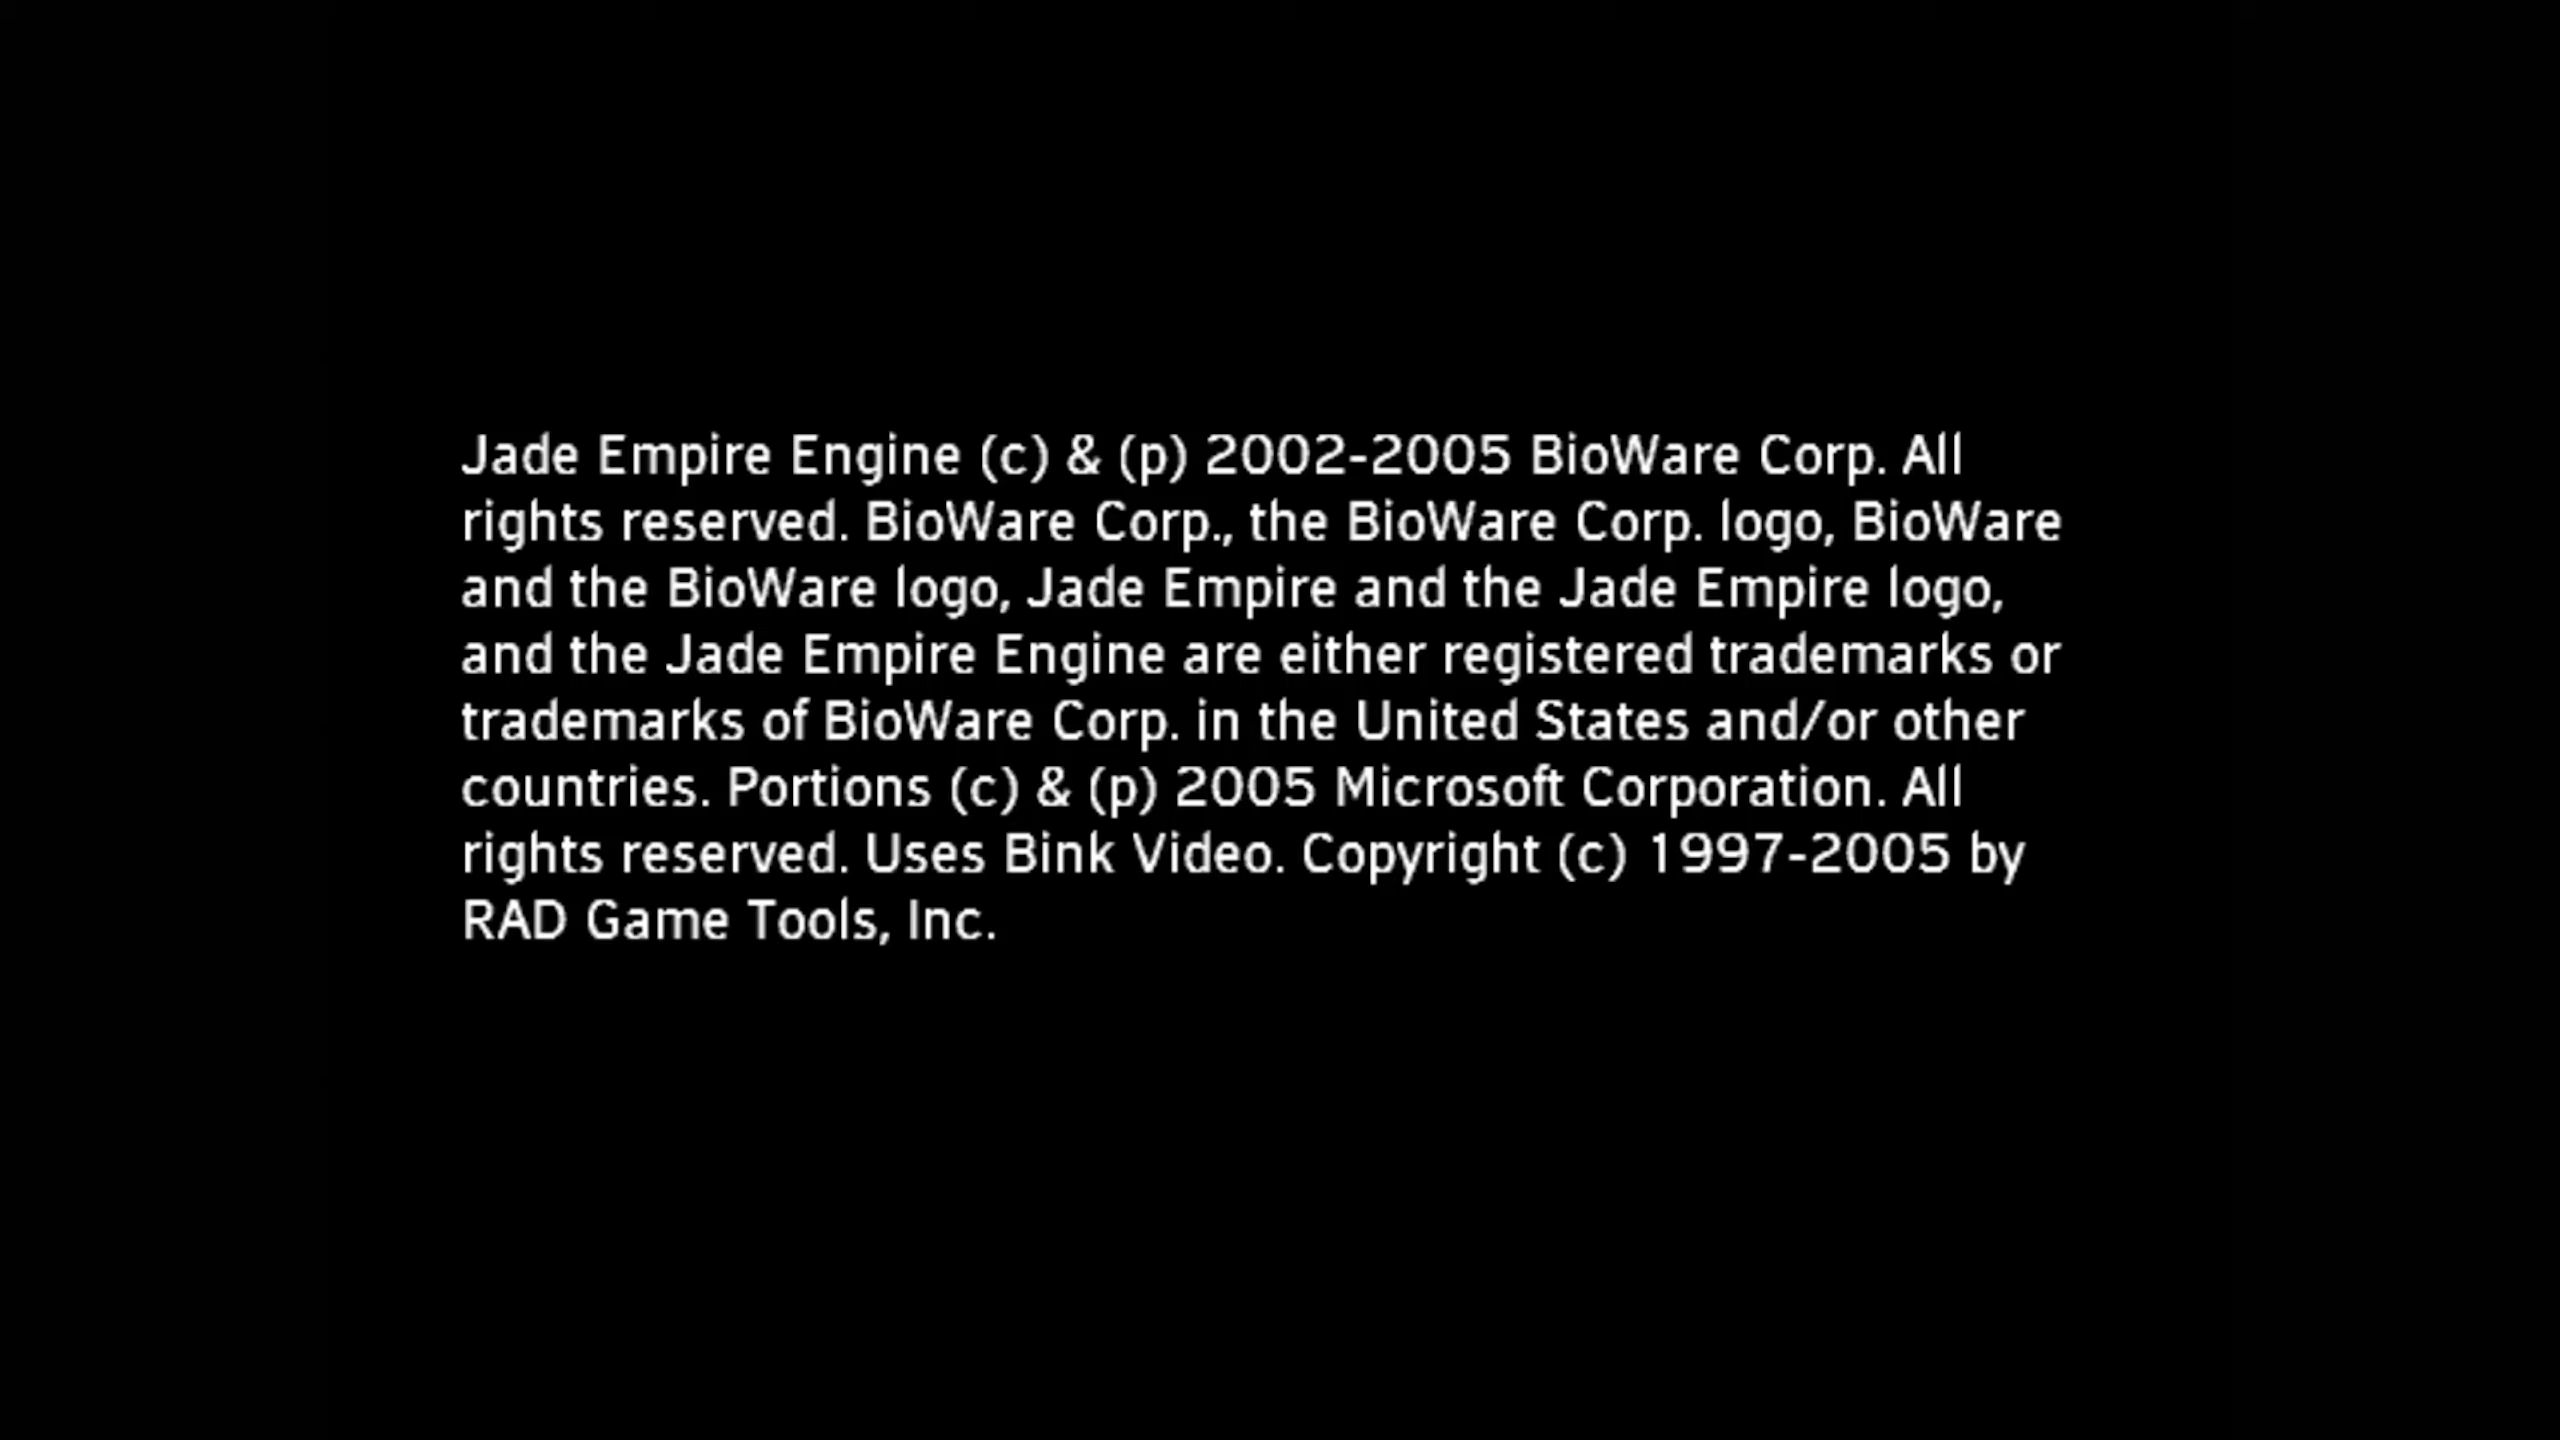 Jade Empire Engine (c) & (p) 2002-2005 BioWare Corp. All
rights reserved. BioWare Corp., the BioWare Corp. logo, BioWare
and the BioWare logo, Jade Empire and the Jade Empire logo,
and the Jade Empire Engine are either registered trademarks or
trademarks of BioWare Corp. in the United States and/or other
countries. Portions (c) & (p) 2005 Microsoft Corporation. All
rights reserved. Uses Bink Video. Copyright (c) 1997-2005 by
RAD Game Tools, Inc.